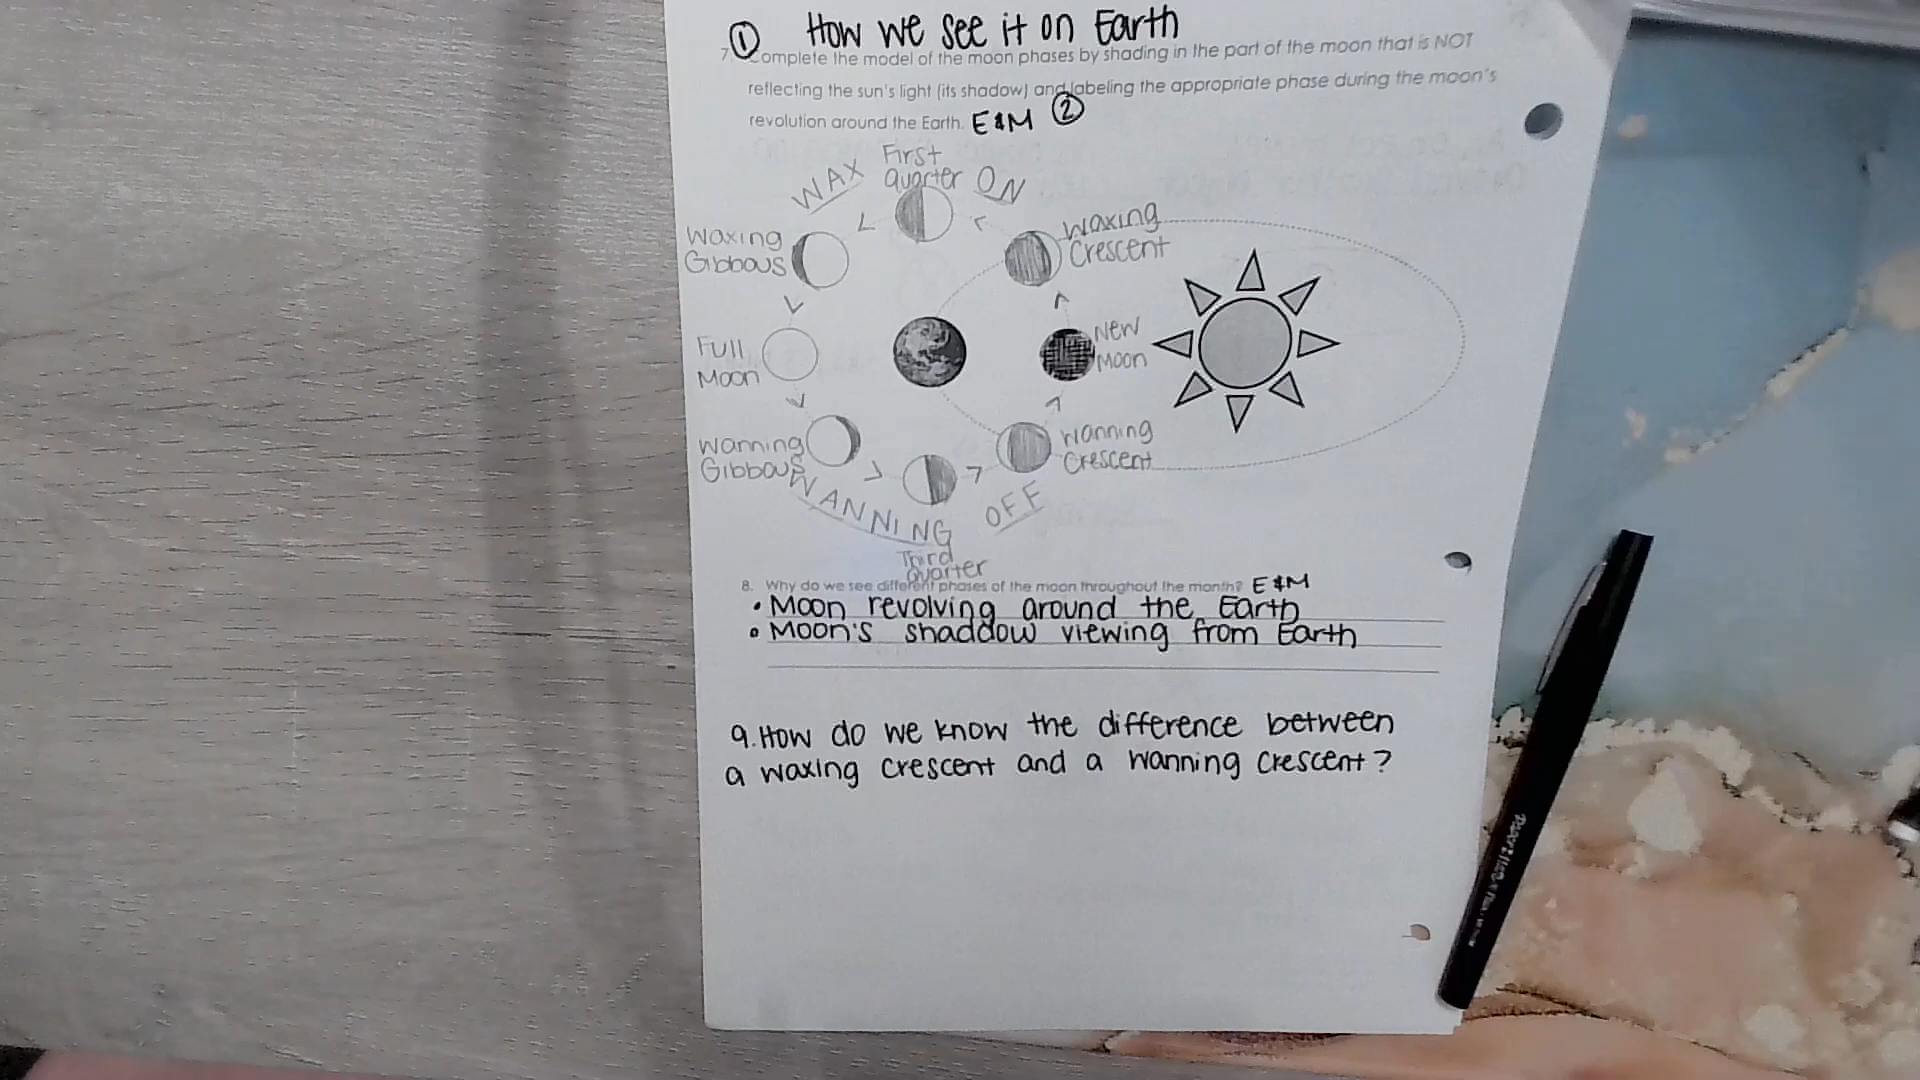 ① How we see it on Earth
7. Complete the model of the moon phases by shading in the part of the moon that is NOT
reflecting the sun's light (its shadow) and labeling the appropriate phase during the moon's
revolution around the Earth. E&M ②
WAX First
quarter ON
Waxing
Gibbous
Waxing
Crescent
Full
Moon
New
Moon
Wanning
Gibbous
Wanning
Crescent
WANNING OFF
Third
Quarter
8. Why do we see different phases of the moon throughout the month? E&M
• Moon revolving around the Earth
• Moon's shaddow viewing from Earth
9. How do we know the difference between
a waxing crescent and a wanning crescent?